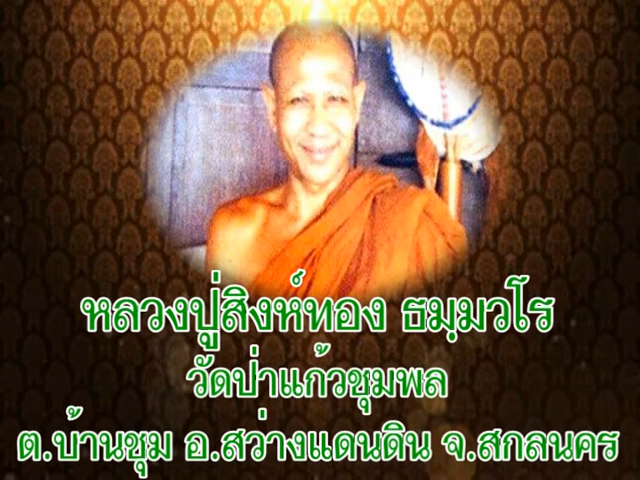 หลวงปู่สิงห์ทอง ธมฺมวโร
วัดป่าแก้วชุมพล
ต.บ้านชุม อ.สว่างแดนดิน จ.สกลนคร